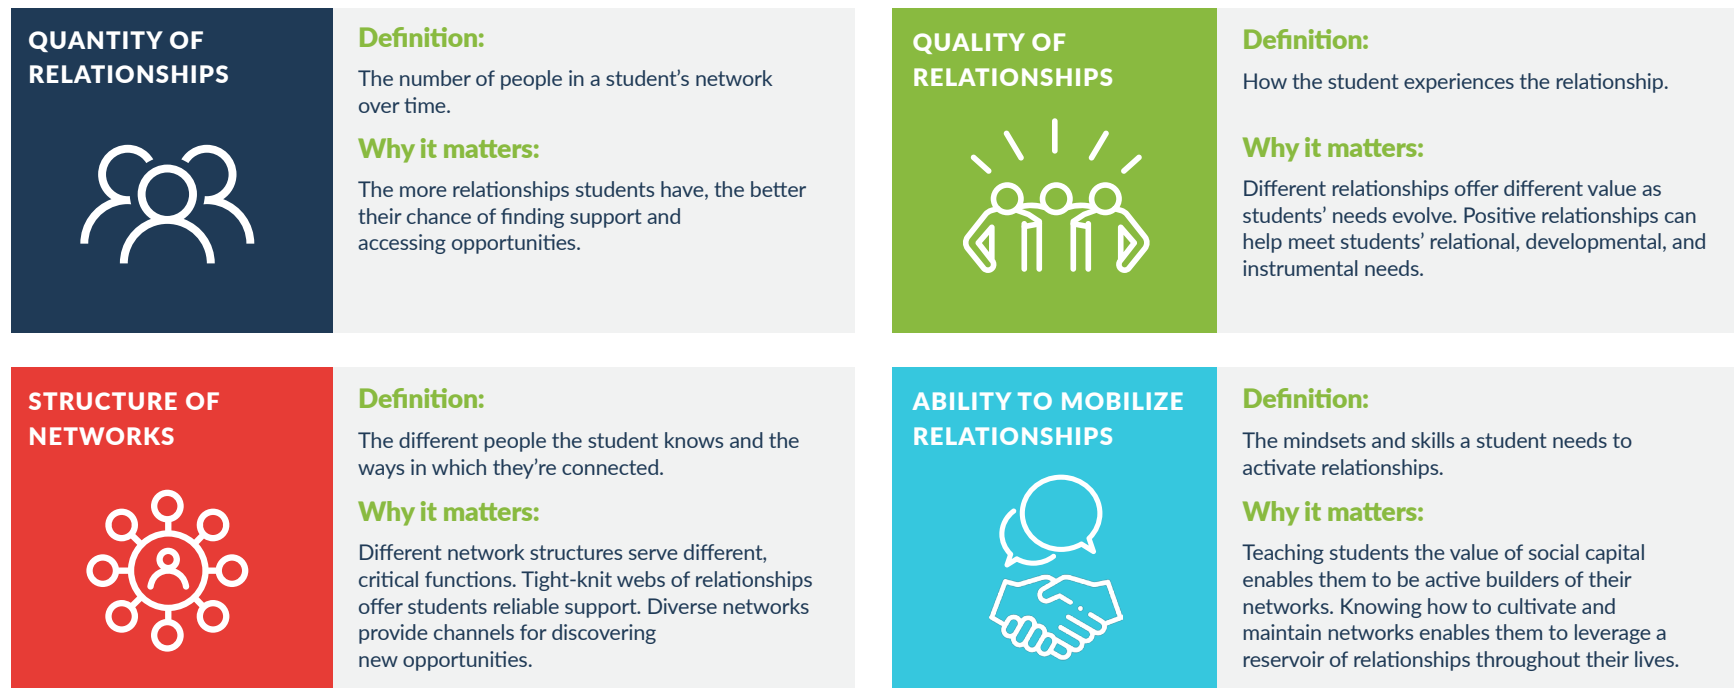 QUANTITY OF
RELATIONSHIPS
Definition:
The number of people in a student’s network
over time.
Why it matters:
The more relationships students have, the better
their chance of finding support and
accessing opportunities.
QUALITY OF
RELATIONSHIPS
Definition:
How the student experiences the relationship.
Why it matters:
Different relationships offer different value as
students’ needs evolve. Positive relationships can
help meet students’ relational, developmental, and
instrumental needs.
STRUCTURE OF
NETWORKS
Definition:
The different people the student knows and the
ways in which they’re connected.
Why it matters:
Different network structures serve different,
critical functions. Tight-knit webs of relationships
offer students reliable support. Diverse networks
provide channels for discovering
new opportunities.
ABILITY TO MOBILIZE
RELATIONSHIPS
Definition:
The mindsets and skills a student needs to
activate relationships.
Why it matters:
Teaching students the value of social capital
enables them to be active builders of their
networks. Knowing how to cultivate and
maintain networks enables them to leverage a
reservoir of relationships throughout their lives.